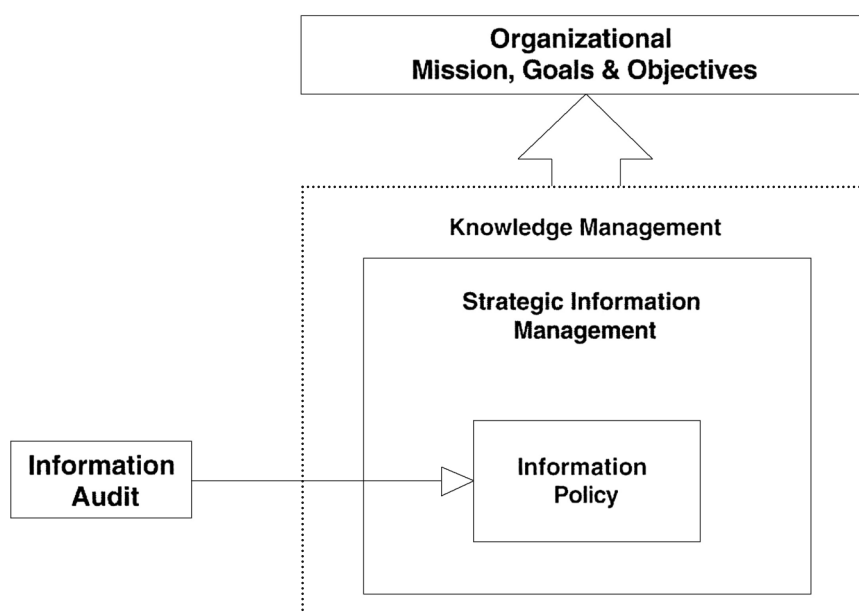 Organizational
Mission, Goals & Objectives
Knowledge Management
Strategic Information
Management
Information
Audit
Information
Policy